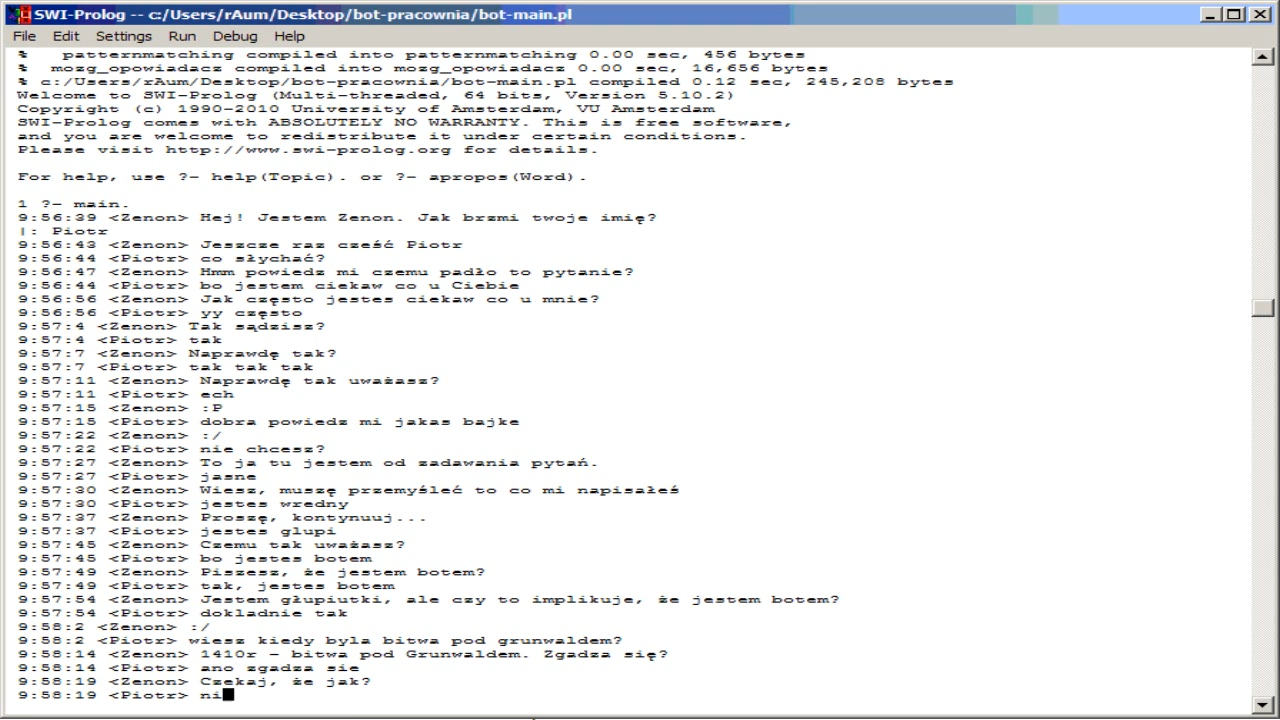 SWI-Prolog -- c:/Users/rAum/Desktop/bot-pracownia/bot-main.pl
File Edit Settings Run Debug Help
%   patternmatching compiled into patternmatching 0.00 sec, 456 bytes
%  mozg_opowiadacz compiled into mozg_opowiadacz 0.00 sec, 16,656 bytes
% c:/Users/rAum/Desktop/bot-pracownia/bot-main.pl compiled 0.12 sec, 245,208 bytes
Welcome to SWI-Prolog (Multi-threaded, 64 bits, Version 5.10.2)
Copyright (c) 1990-2010 University of Amsterdam, VU Amsterdam
SWI-Prolog comes with ABSOLUTELY NO WARRANTY. This is free software,
and you are welcome to redistribute it under certain conditions.
Please visit http://www.swi-prolog.org for details.
For help, use ?- help(Topic). or ?- apropos(Word).
1 ?- main.
9:56:39 <Zenon> Hej! Jestem Zenon. Jak brzmi twoje imię?
|: Piotr
9:56:43 <Zenon> Jeszcze raz cześć Piotr
9:56:44 <Piotr> co słychać?
9:56:47 <Zenon> Hmm powiedz mi czemu padło to pytanie?
9:56:44 <Piotr> bo jestem ciekaw co u Ciebie
9:56:56 <Zenon> Jak często jestes ciekaw co u mnie?
9:56:56 <Piotr> yy często
9:57:4 <Zenon> Tak sądzisz?
9:57:4 <Piotr> tak
9:57:7 <Zenon> Naprawdę tak?
9:57:7 <Piotr> tak tak tak
9:57:11 <Zenon> Naprawdę tak uważasz?
9:57:11 <Piotr> ech
9:57:15 <Zenon> :P
9:57:15 <Piotr> dobra powiedz mi jakas bajke
9:57:22 <Zenon> :/
9:57:22 <Piotr> nie chcesz?
9:57:27 <Zenon> To ja tu jestem od zadawania pytań.
9:57:27 <Piotr> jasne
9:57:30 <Zenon> Wiesz, muszę przemyśleć to co mi napisałeś
9:57:30 <Piotr> jestes wredny
9:57:37 <Zenon> Proszę, kontynuuj...
9:57:37 <Piotr> jestes glupi
9:57:45 <Zenon> Czemu tak uważasz?
9:57:45 <Piotr> bo jestes botem
9:57:49 <Zenon> Piszesz, że jestem botem?
9:57:49 <Piotr> tak, jestes botem
9:57:54 <Zenon> Jestem głupiutki, ale czy to implikuje, że jestem botem?
9:57:54 <Piotr> dokladnie tak
9:58:2 <Zenon> :/
9:58:2 <Piotr> wiesz kiedy byla bitwa pod grunwaldem?
9:58:14 <Zenon> 1410r - bitwa pod Grunwaldem. Zgadza się?
9:58:14 <Piotr> ano zgadza sie
9:58:19 <Zenon> Czekaj, że jak?
9:58:19 <Piotr> ni